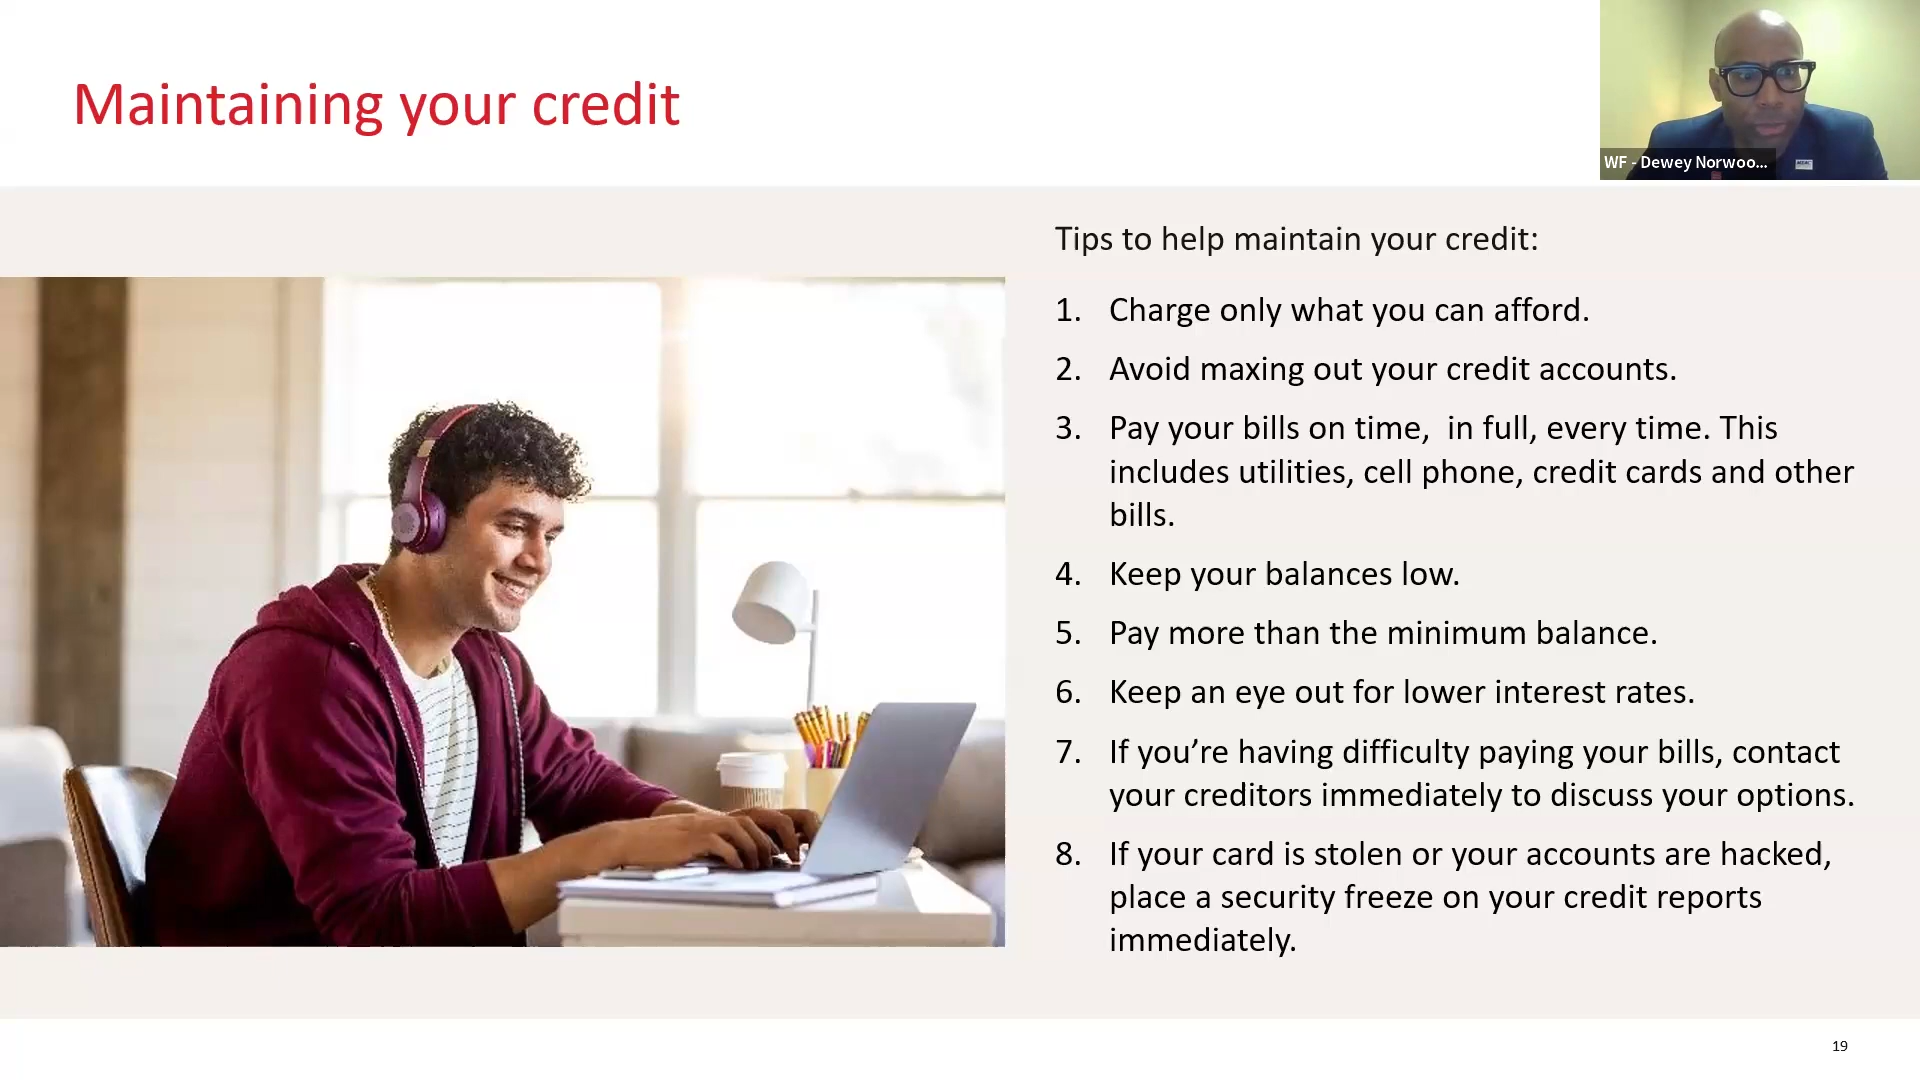 Maintaining your credit
WF - Dewey Norwoo...
Tips to help maintain your credit:
1. Charge only what you can afford.
2. Avoid maxing out your credit accounts.
3. Pay your bills on time,  in full, every time. This
includes utilities, cell phone, credit cards and other
bills.
4. Keep your balances low.
5. Pay more than the minimum balance.
6. Keep an eye out for lower interest rates.
7. If you’re having difficulty paying your bills, contact
your creditors immediately to discuss your options.
8. If your card is stolen or your accounts are hacked,
place a security freeze on your credit reports
immediately.
19